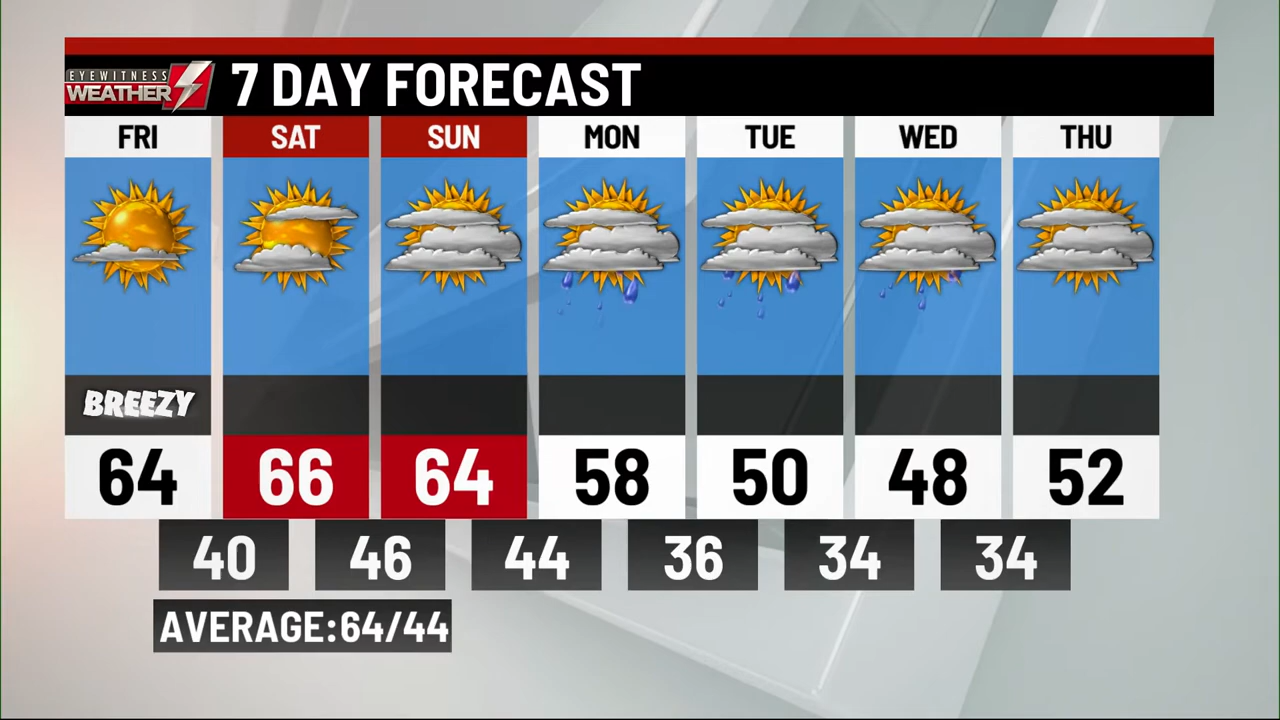 EYEWITNESS
WEATHER
7 DAY FORECAST
FRI SAT SUN MON TUE WED THU
BREEZY
64 66 64 58 50 48 52
40 46 44 36 34 34
AVERAGE:64/44